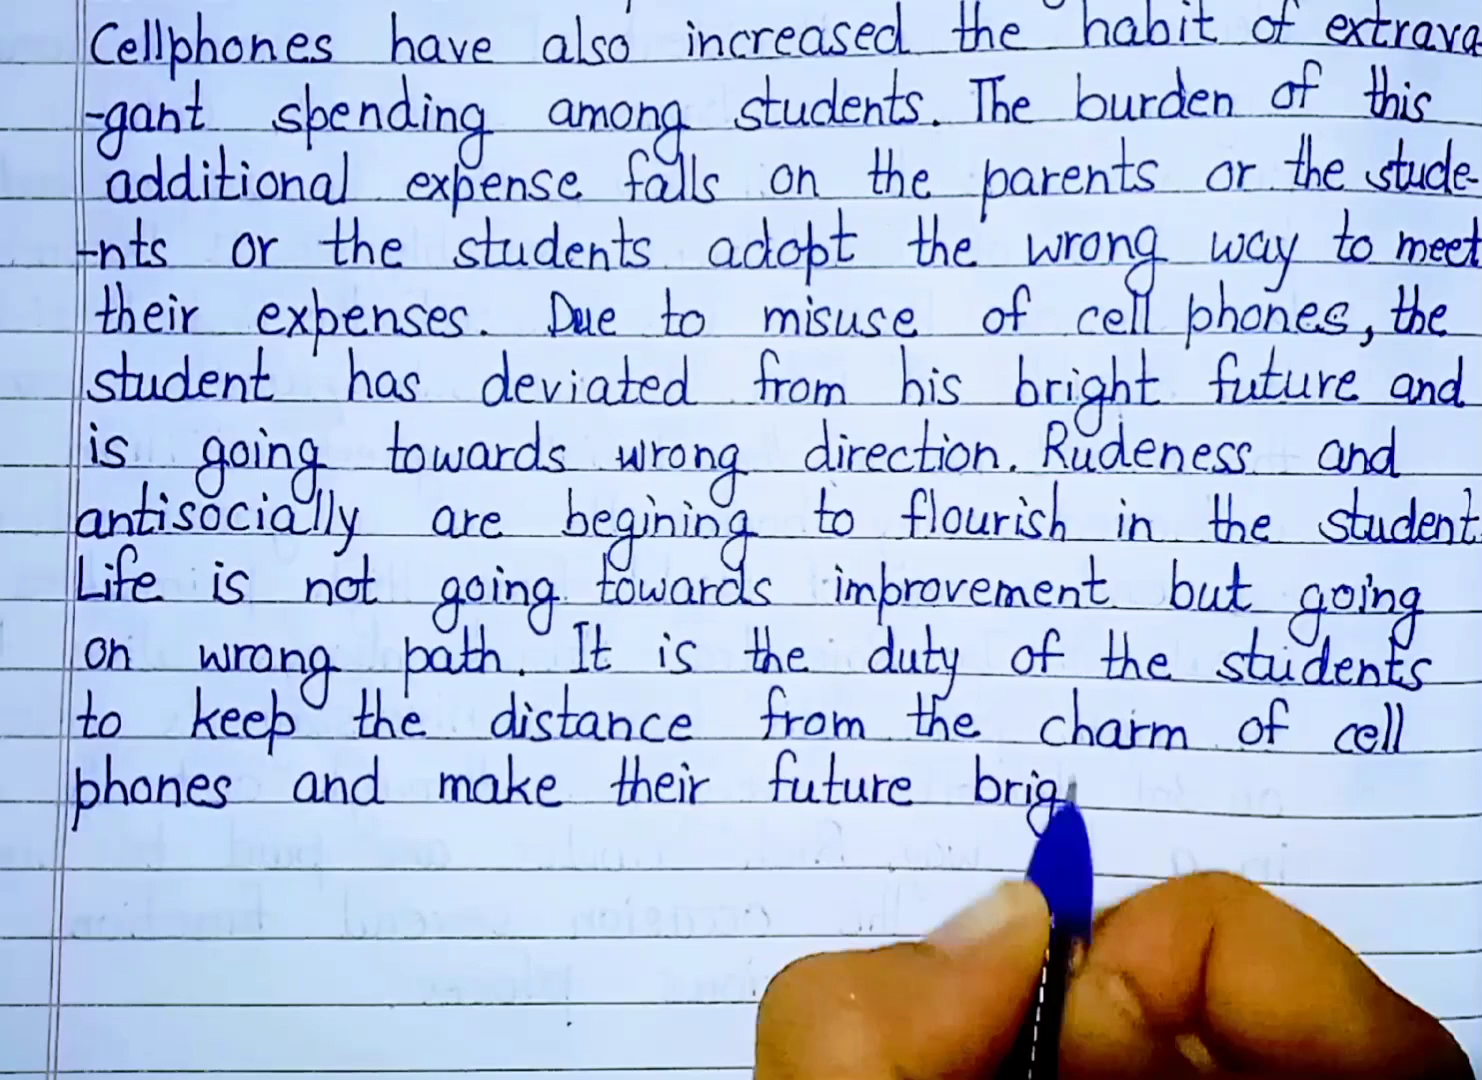 Cellphones have also increased the habit of extrava
-gant spending among students. The burden of this
additional expense falls on the parents or the stude-
-nts or the students adopt the wrong way to meet
their expenses. Due to misuse of cell phones, the
student has deviated from his bright future and
is going towards wrong direction. Rudeness and
antisocially are begining to flourish in the student.
Life is not going towards improvement but going
on wrong path. It is the duty of the students
to keep the distance from the charm of cell
phones and make their future brig